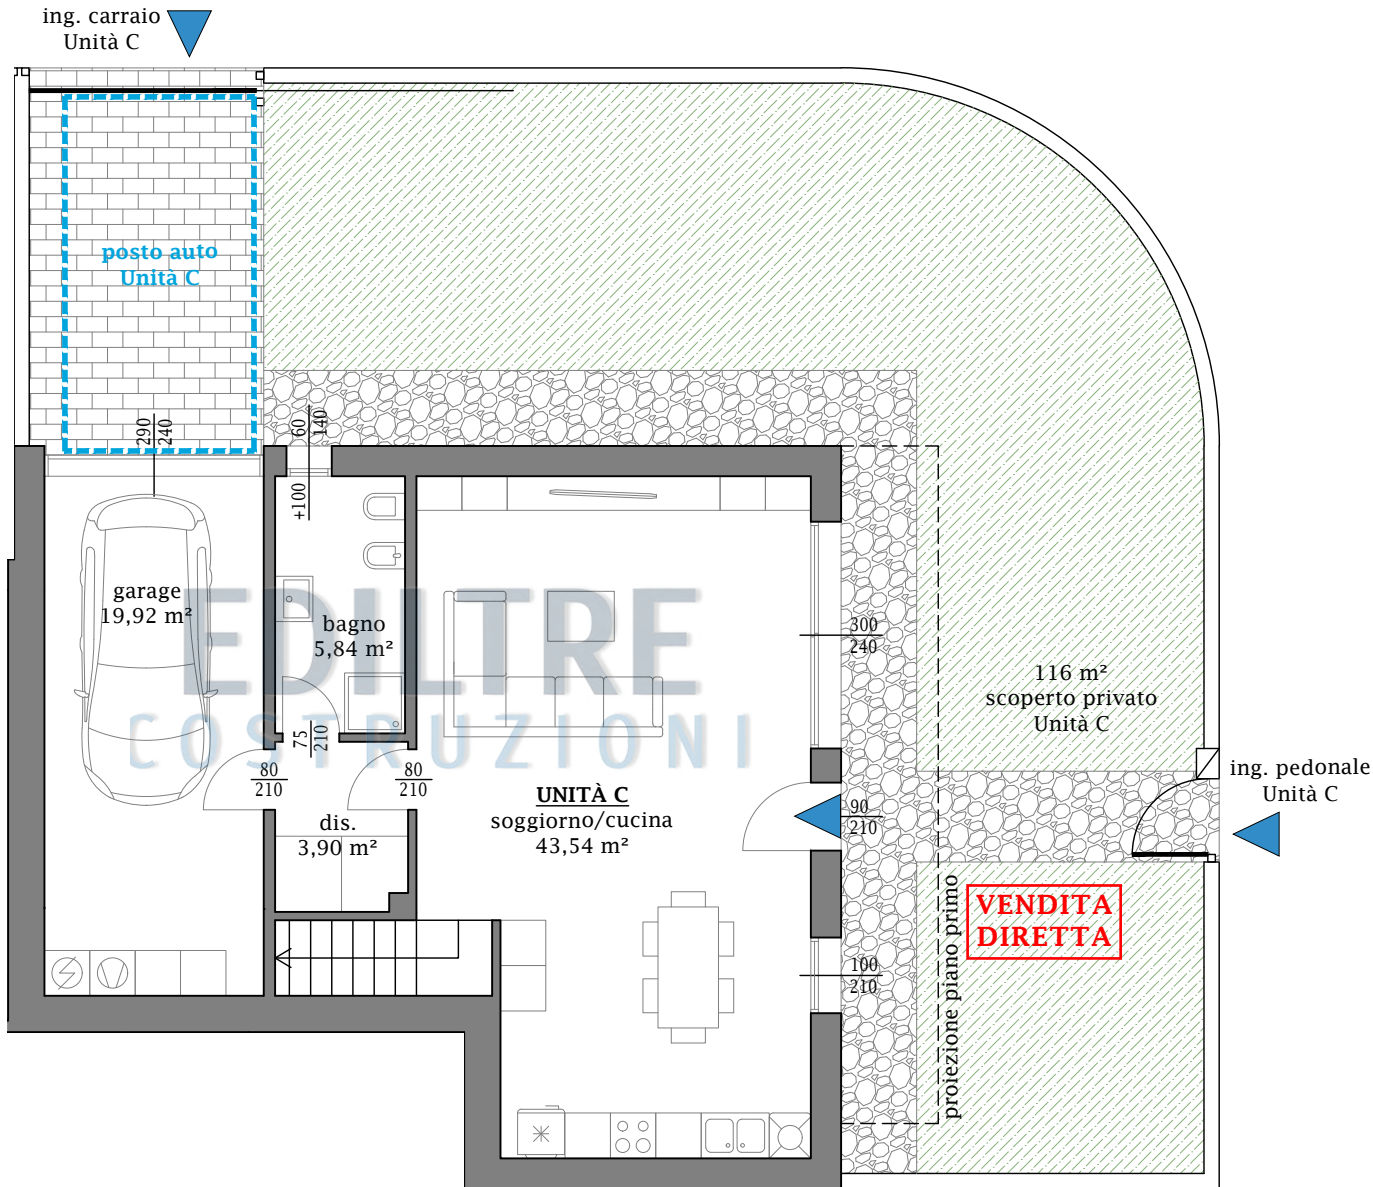 ing. carraio
Unità C
posto auto
Unità C
290
240
60
140
+100
garage
19,92 m²
bagno
5,84 m²
EDILTRE
COSTRUZIONI
300
240
116 m²
scoperto privato
Unità C
75
210
80
210
80
210
UNITÀ C
soggiorno/cucina
43,54 m²
90
210
ing. pedonale
Unità C
dis.
3,90 m²
VENDITA
DIRETTA
100
210
proiezione piano primo